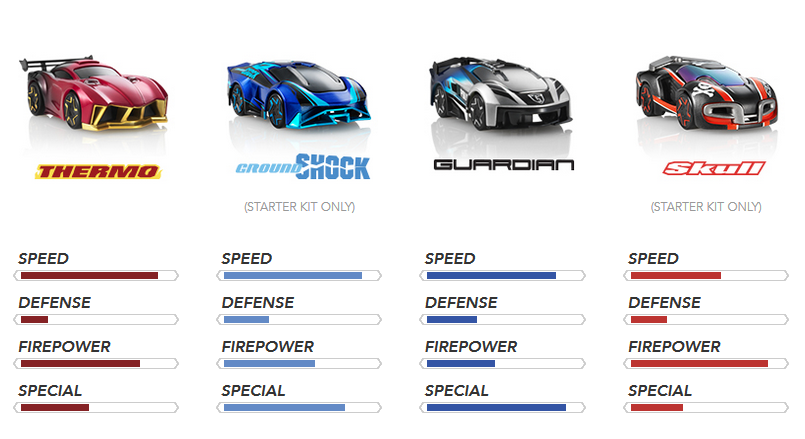 THERMO
GROUND SHOCK
GUARDIAN
Skull
(STARTER KIT ONLY)
(STARTER KIT ONLY)
SPEED
SPEED
SPEED
SPEED
DEFENSE
DEFENSE
DEFENSE
DEFENSE
FIREPOWER
FIREPOWER
FIREPOWER
FIREPOWER
SPECIAL
SPECIAL
SPECIAL
SPECIAL